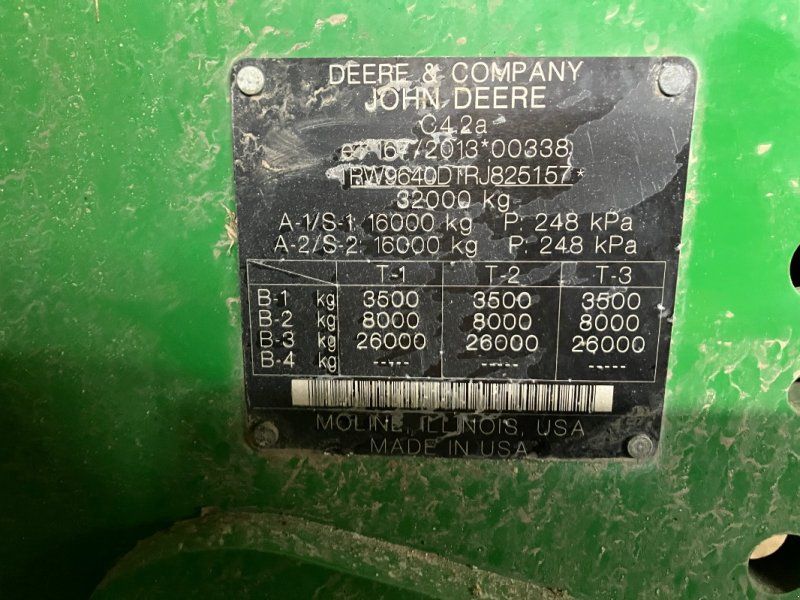 DEERE & COMPANY
JOHN DEERE
C4.2a
167/2013*00338
RW9640DTRJ825157*
32000 kg
A-1/S-1: 16000 kg P: 248 kPa
A-2/S-2: 16000 kg P: 248 kPa
T-1 T-2 T-3
B-1 kg 3500 3500 3500
B-2 kg 8000 8000 8000
B-3 kg 26000 26000 26000
B-4 kg ----- ----- -----
MOLINE, ILLINOIS, USA
MADE IN USA